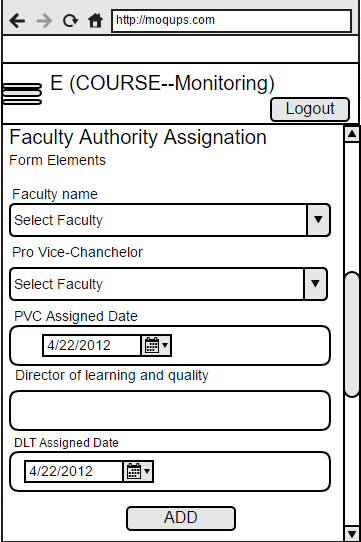 http://moqups.com
E (COURSE--Monitoring)
Logout
Faculty Authority Assignation
Form Elements
Faculty name
Select Faculty
Pro Vice-Chanchelor
Select Faculty
PVC Assigned Date
4/22/2012
Director of learning and quality
DLT Assigned Date
4/22/2012
ADD